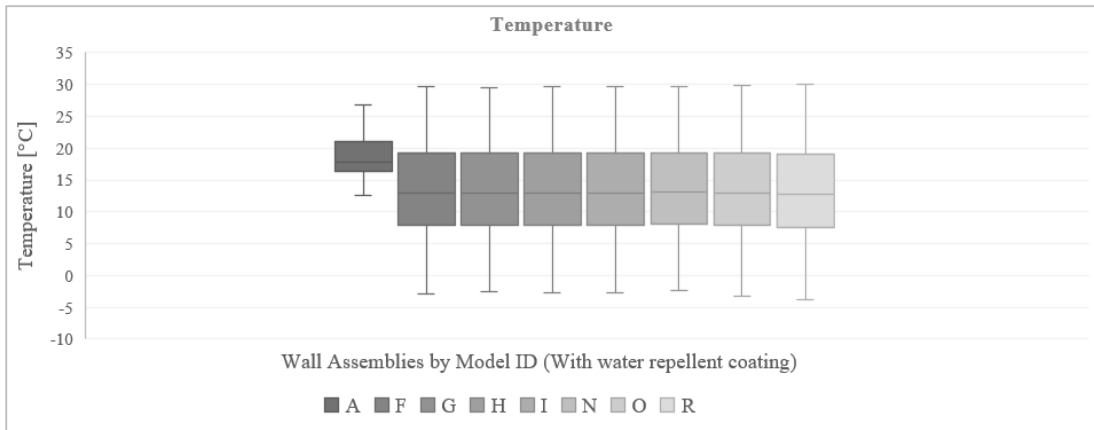 Temperature
35
30
25
20
15
10
5
0
-5
-10
Temperature [°C]
Wall Assemblies by Model ID (With water repellent coating)
A F G H I N O R